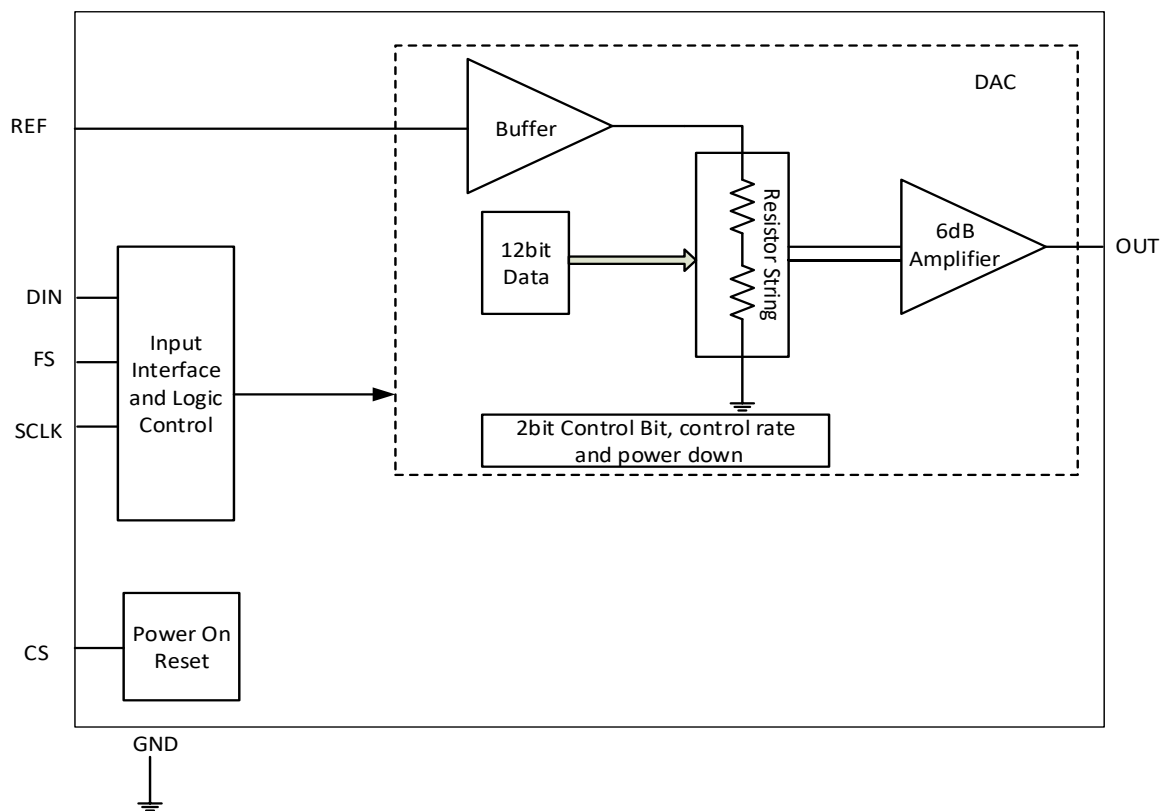 DAC
REF
Buffer
Resistor String
6dB
Amplifier
OUT
12bit
Data
DIN
FS
SCLK
Input
Interface
and Logic
Control
2bit Control Bit, control rate
and power down
CS
Power On
Reset
GND